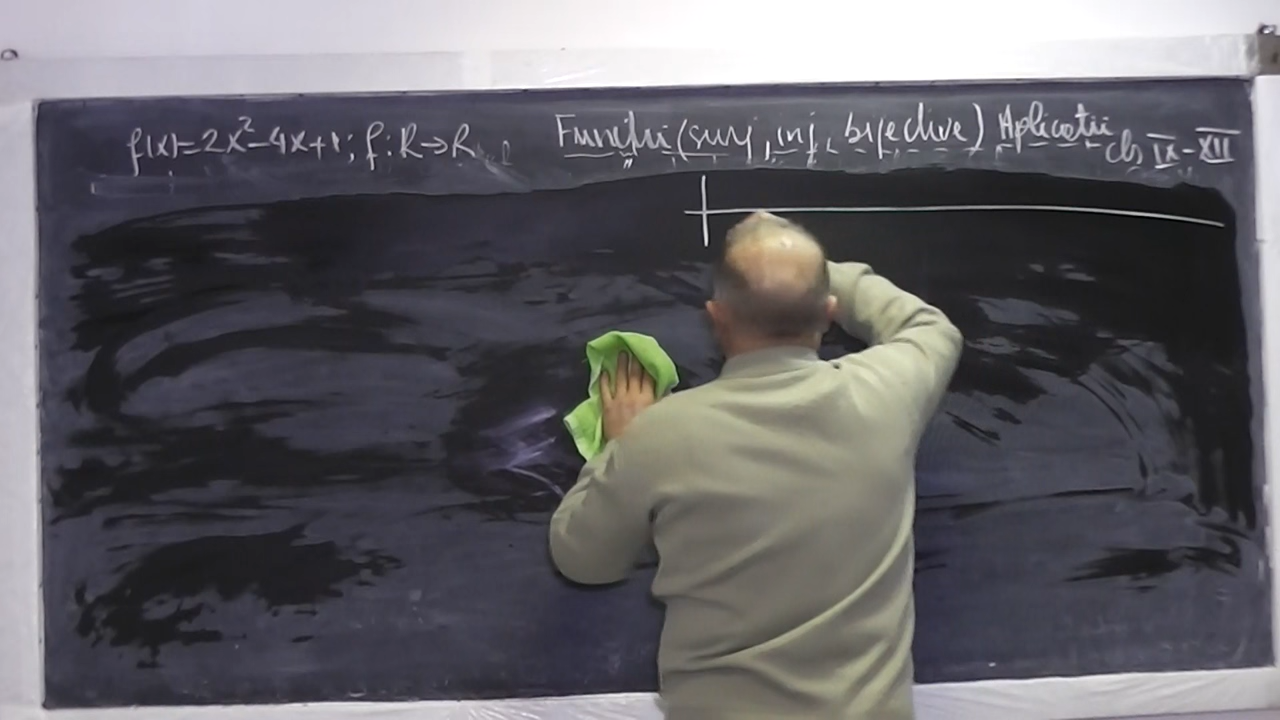 f(x)=2x²-4x+1; f:R→R
Funcții (surj, inj, bijective) Aplicații cls IX-XII